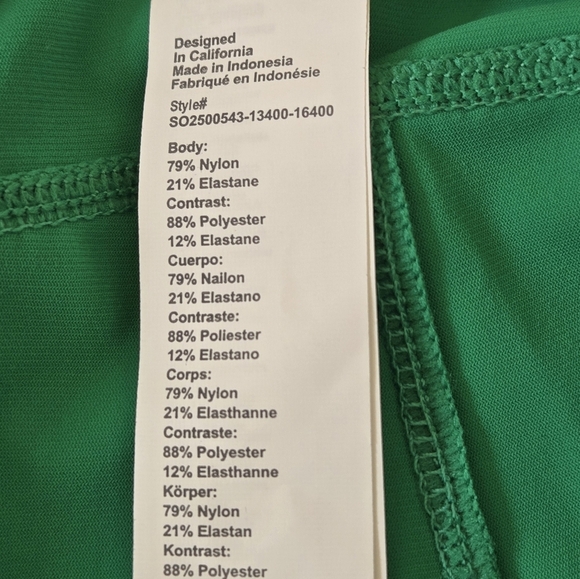 Designed
In California
Made in Indonesia
Fabriqué en Indonésie
Style#
SO2500543-13400-16400
Body:
79% Nylon
21% Elastane
Contrast:
88% Polyester
12% Elastane
Cuerpo:
79% Nailon
21% Elastano
Contraste:
88% Poliester
12% Elastano
Corps:
79% Nylon
21% Elasthanne
Contraste:
88% Polyester
12% Elasthanne
Körper:
79% Nylon
21% Elastan
Kontrast:
88% Polyester